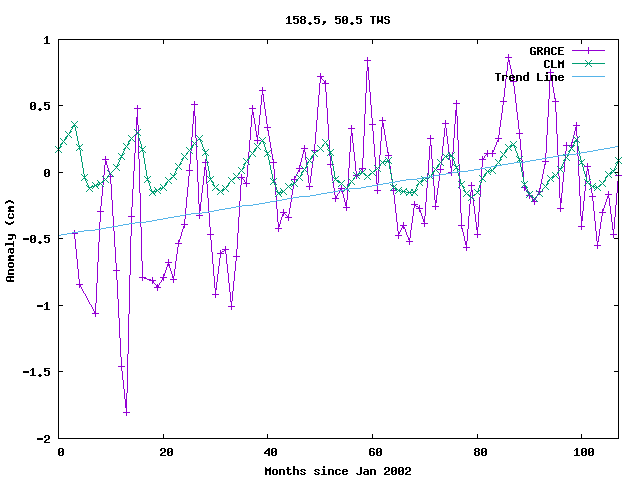 158.5, 50.5 TWS
GRACE
CLM
Trend Line
1
0.5
0
-0.5
-1
-1.5
-2
Anomaly (cm)
0 20 40 60 80 100
Months since Jan 2002